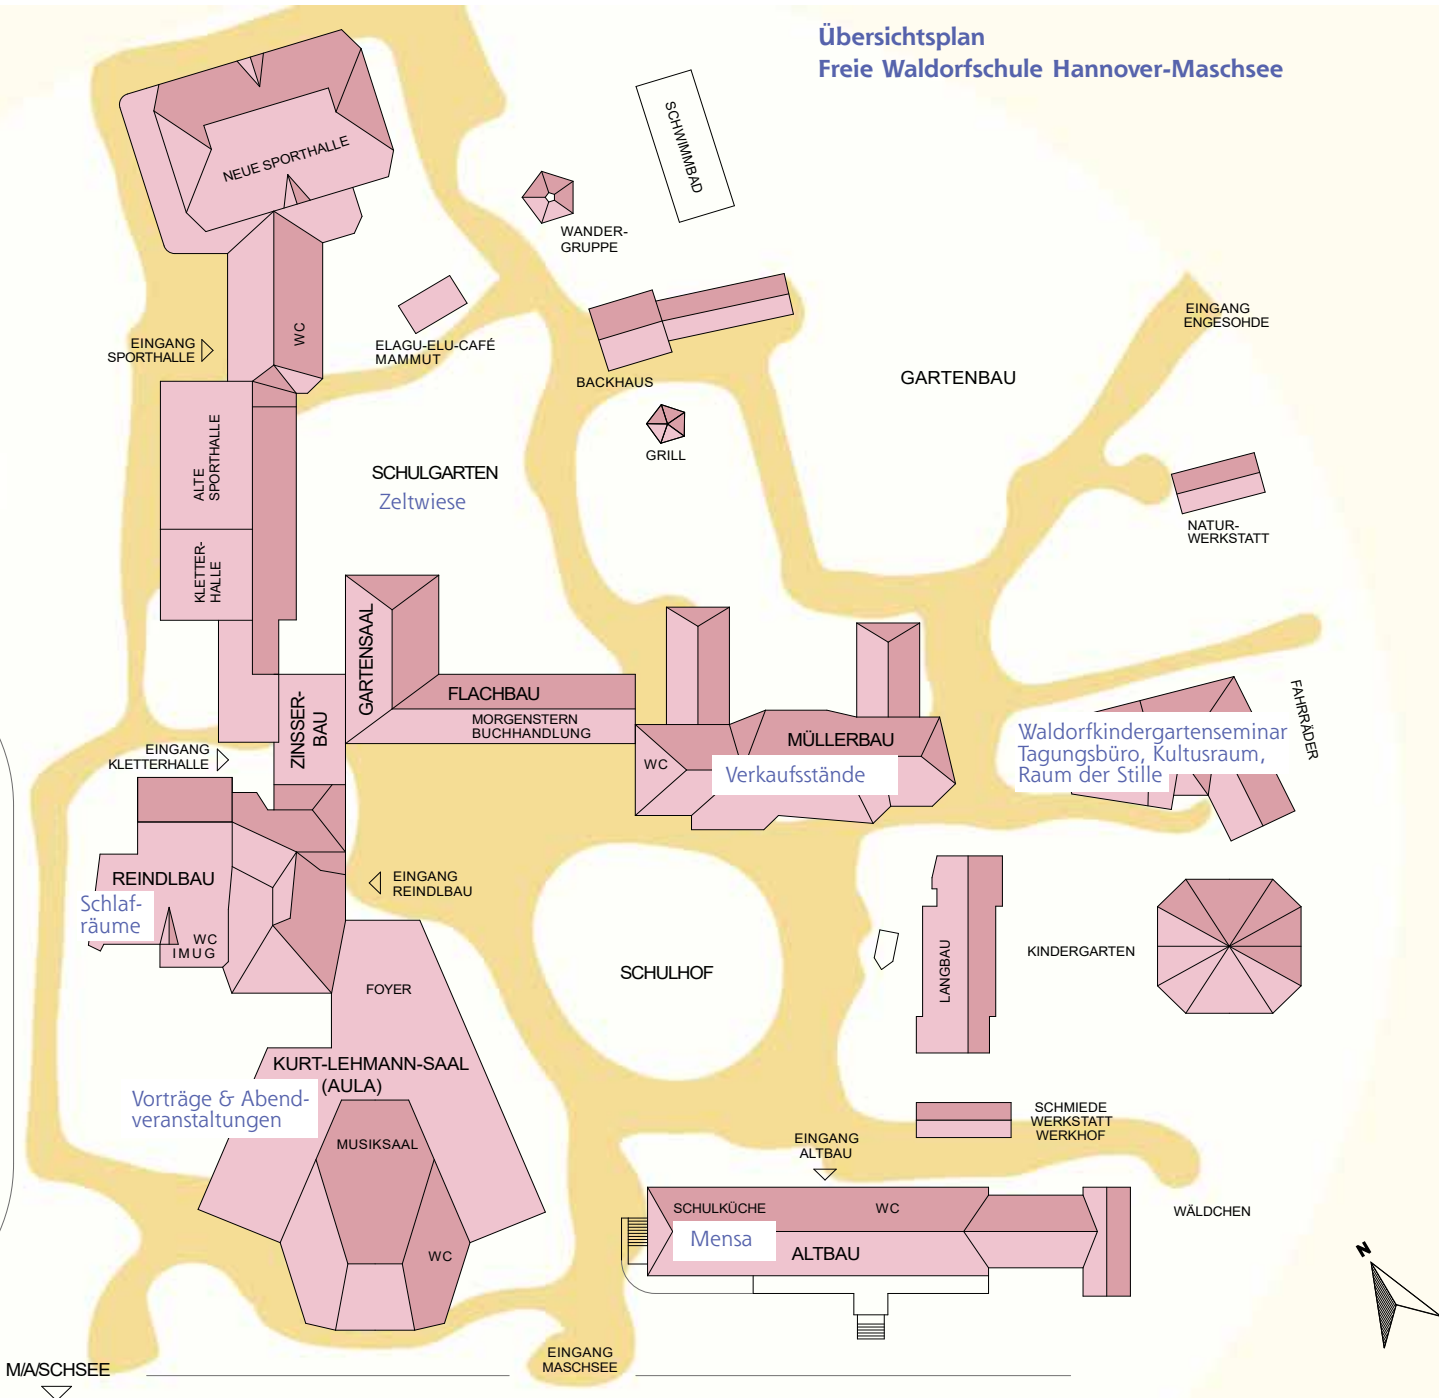 Übersichtsplan
Freie Waldorfschule Hannover-Maschsee
SCHWIMMBAD
NEUE SPORTHALLE
WANDER-
GRUPPE
EINGANG
ENGESOHDE
EINGANG
SPORTHALLE
WC
ELAGU-ELU-CAFÉ
MAMMUT
BACKHAUS
GARTENBAU
GRILL
ALTE
SPORTHALLE
SCHULGARTEN
Zeltwiese
NATUR-
WERKSTATT
KLETTER-
HALLE
GARTENSAAL
FLACHBAU
MORGENSTERN
BUCHHANDLUNG
ZINSSER-
BAU
FAHRRÄDER
MÜLLERBAU
WC
Verkaufsstände
Waldorfkindergartenseminar
Tagungsbüro, Kultusraum,
Raum der Stille
EINGANG
KLETTERHALLE
REINDLBAU
Schlaf-
räume
WC
IMUG
EINGANG
REINDLBAU
LANGBAU
KINDERGARTEN
SCHULHOF
FOYER
KURT-LEHMANN-SAAL
(AULA)
Vorträge & Abend-
veranstaltungen
MUSIKSAAL
SCHMIEDE
WERKSTATT
WERKHOF
EINGANG
ALTBAU
SCHULKÜCHE
WC
WÄLDCHEN
Mensa
ALTBAU
WC
N
EINGANG
MASCHSEE
M/A/SCHSEE